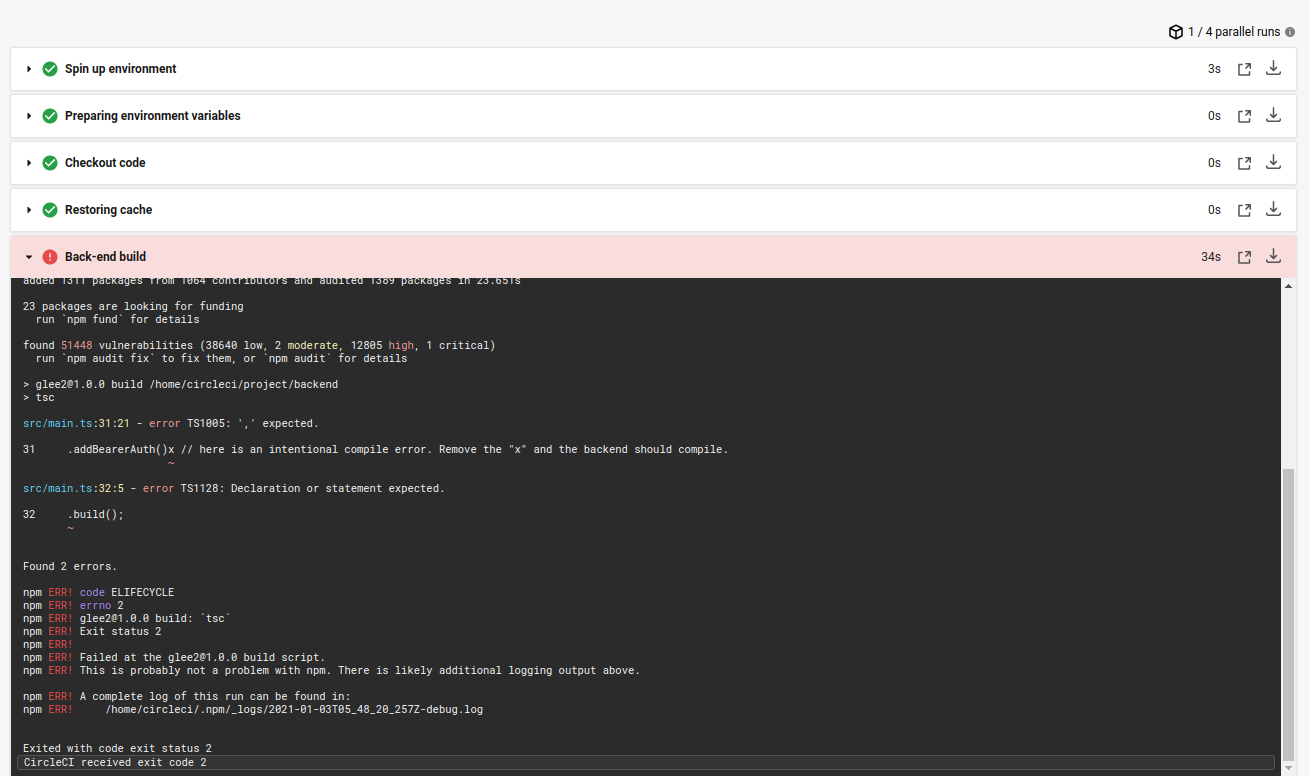 1 / 4 parallel runs
Spin up environment 3s
Preparing environment variables 0s
Checkout code 0s
Restoring cache 0s
Back-end build 34s
added 1311 packages from 1064 contributors and audited 1389 packages in 23.651s
23 packages are looking for funding
run `npm fund` for details
found 51448 vulnerabilities (38640 low, 2 moderate, 12805 high, 1 critical)
run `npm audit fix` to fix them, or `npm audit` for details
> glee2@1.0.0 build /home/circleci/project/backend
> tsc
src/main.ts:31:21 - error TS1005: ',' expected.
31     .addBearerAuth()x // here is an intentional compile error. Remove the "x" and the backend should compile.
~
src/main.ts:32:5 - error TS1128: Declaration or statement expected.
32     .build();
~
Found 2 errors.
npm ERR! code ELIFECYCLE
npm ERR! errno 2
npm ERR! glee2@1.0.0 build: `tsc`
npm ERR! Exit status 2
npm ERR!
npm ERR! Failed at the glee2@1.0.0 build script.
npm ERR! This is probably not a problem with npm. There is likely additional logging output above.
npm ERR! A complete log of this run can be found in:
npm ERR!     /home/circleci/.npm/_logs/2021-01-03T05_48_20_257Z-debug.log
Exited with code exit status 2
CircleCI received exit code 2